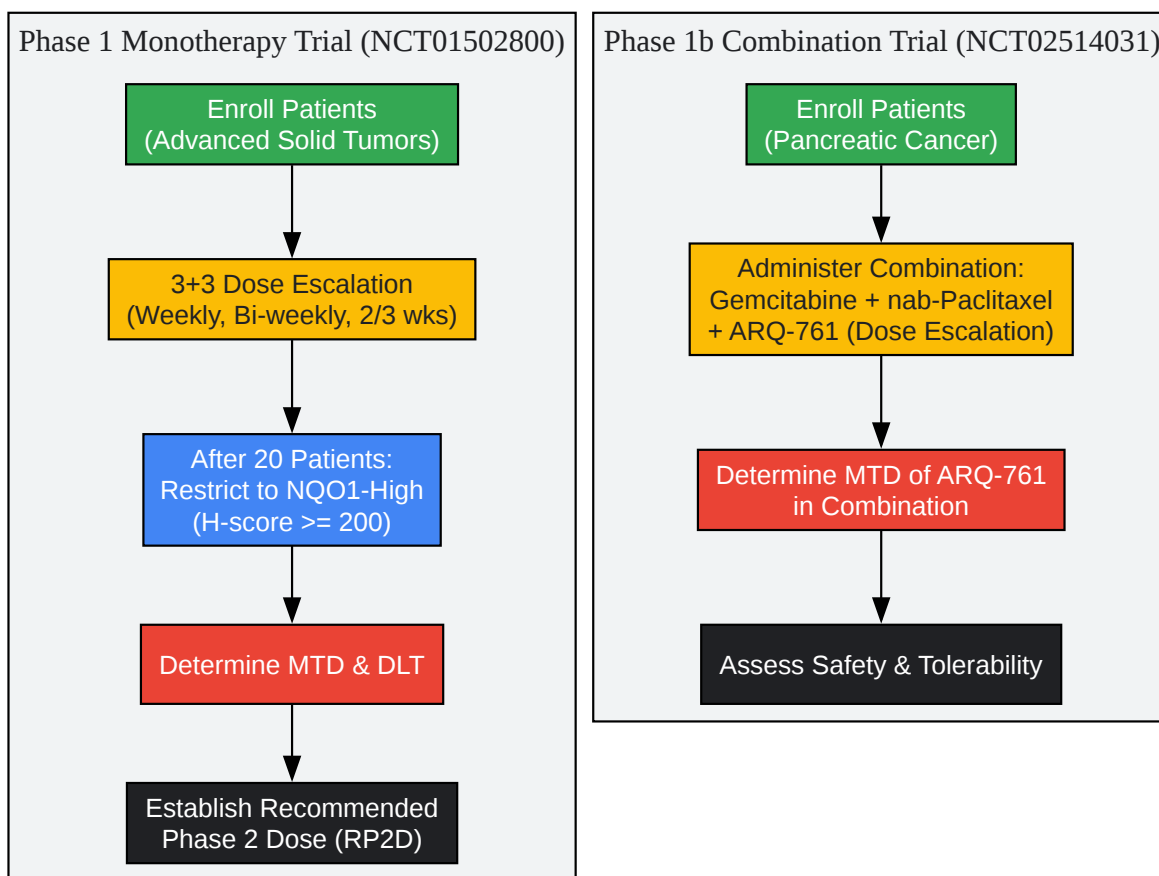 Phase 1 Monotherapy Trial (NCT01502800)
Enroll Patients
(Advanced Solid Tumors)
3+3 Dose Escalation
(Weekly, Bi-weekly, 2/3 wks)
After 20 Patients:
Restrict to NQO1-High
(H-score >= 200)
Determine MTD & DLT
Establish Recommended
Phase 2 Dose (RP2D)
Phase 1b Combination Trial (NCT02514031)
Enroll Patients
(Pancreatic Cancer)
Administer Combination:
Gemcitabine + nab-Paclitaxel
+ ARQ-761 (Dose Escalation)
Determine MTD of ARQ-761
in Combination
Assess Safety & Tolerability